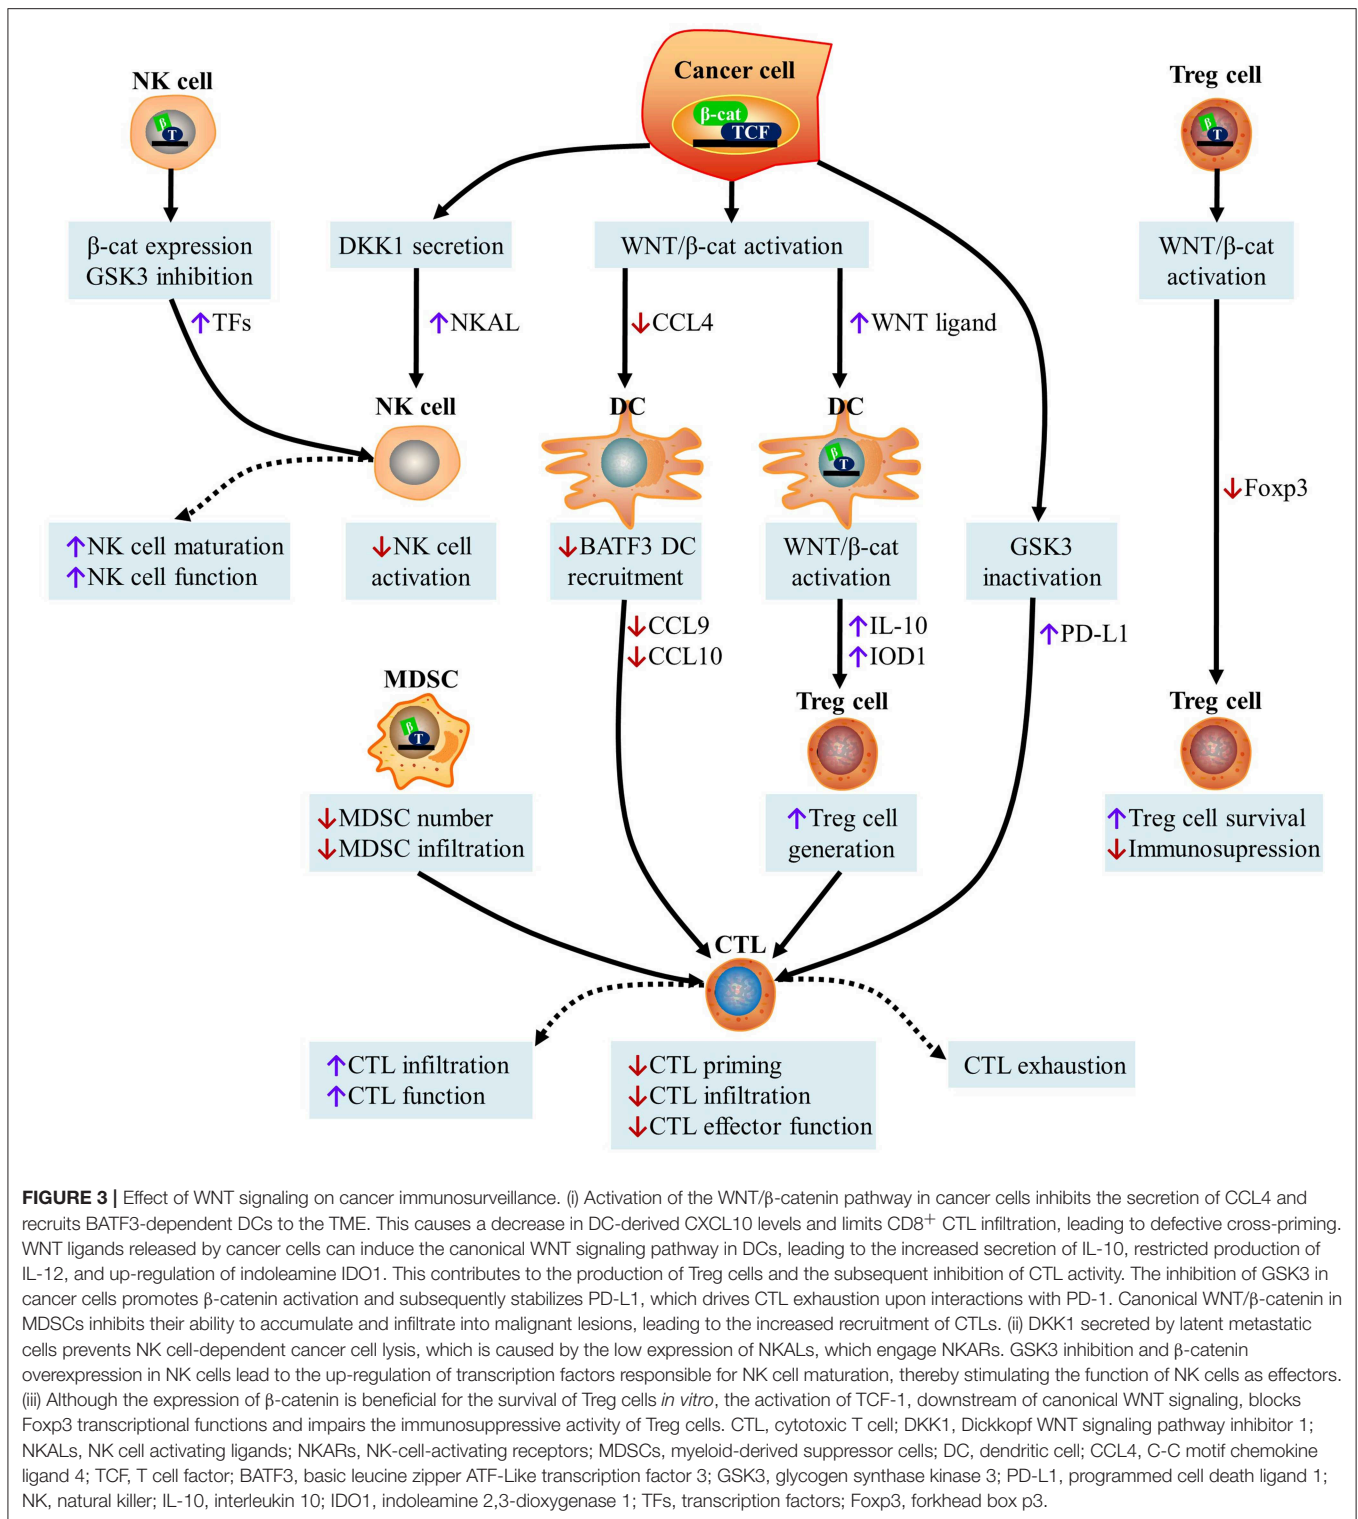 NK cell
Cancer cell
Treg cell
β-cat
TCF
β
T
β
T
β-cat expression
GSK3 inhibition
DKK1 secretion
WNT/β-cat activation
WNT/β-cat
activation
↑TFs
↑NKAL
↓CCL4
↑WNT ligand
NK cell
DC
DC
β
T
↓Foxp3
↑NK cell maturation
↑NK cell function
↓NK cell
activation
↓BATF3 DC
recruitment
WNT/β-cat
activation
GSK3
inactivation
↓CCL9
↓CCL10
↑IL-10
↑IOD1
↑PD-L1
MDSC
β
T
Treg cell
Treg cell
↓MDSC number
↓MDSC infiltration
↑Treg cell
generation
↑Treg cell survival
↓Immunosupression
CTL
↑CTL infiltration
↑CTL function
↓CTL priming
↓CTL infiltration
↓CTL effector function
CTL exhaustion
FIGURE 3 | Effect of WNT signaling on cancer immunosurveillance. (i) Activation of the WNT/β-catenin pathway in cancer cells inhibits the secretion of CCL4 and
recruits BATF3-dependent DCs to the TME. This causes a decrease in DC-derived CXCL10 levels and limits CD8+ CTL infiltration, leading to defective cross-priming.
WNT ligands released by cancer cells can induce the canonical WNT signaling pathway in DCs, leading to the increased secretion of IL-10, restricted production of
IL-12, and up-regulation of indoleamine IDO1. This contributes to the production of Treg cells and the subsequent inhibition of CTL activity. The inhibition of GSK3 in
cancer cells promotes β-catenin activation and subsequently stabilizes PD-L1, which drives CTL exhaustion upon interactions with PD-1. Canonical WNT/β-catenin in
MDSCs inhibits their ability to accumulate and infiltrate into malignant lesions, leading to the increased recruitment of CTLs. (ii) DKK1 secreted by latent metastatic
cells prevents NK cell-dependent cancer cell lysis, which is caused by the low expression of NKALs, which engage NKARs. GSK3 inhibition and β-catenin
overexpression in NK cells lead to the up-regulation of transcription factors responsible for NK cell maturation, thereby stimulating the function of NK cells as effectors.
(iii) Although the expression of β-catenin is beneficial for the survival of Treg cells in vitro, the activation of TCF-1, downstream of canonical WNT signaling, blocks
Foxp3 transcriptional functions and impairs the immunosuppressive activity of Treg cells. CTL, cytotoxic T cell; DKK1, Dickkopf WNT signaling pathway inhibitor 1;
NKALs, NK cell activating ligands; NKARs, NK-cell-activating receptors; MDSCs, myeloid-derived suppressor cells; DC, dendritic cell; CCL4, C-C motif chemokine
ligand 4; TCF, T cell factor; BATF3, basic leucine zipper ATF-Like transcription factor 3; GSK3, glycogen synthase kinase 3; PD-L1, programmed cell death ligand 1;
NK, natural killer; IL-10, interleukin 10; IDO1, indoleamine 2,3-dioxygenase 1; TFs, transcription factors; Foxp3, forkhead box p3.